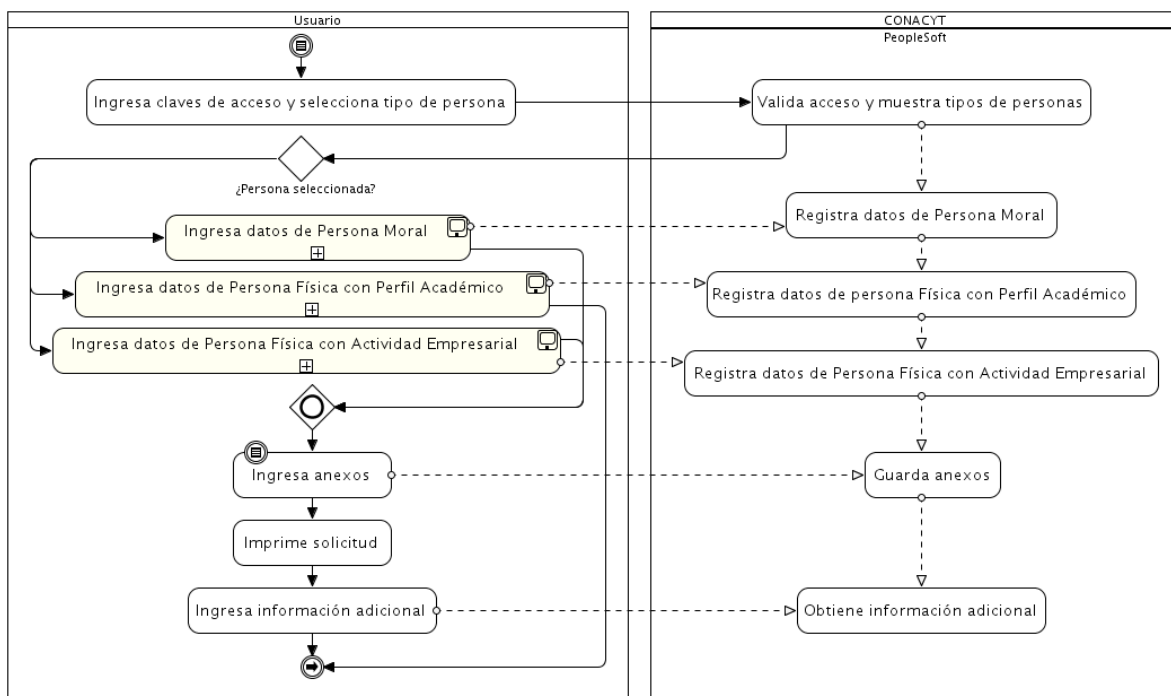 Usuario
CONACYT
PeopleSoft
Ingresa claves de acceso y selecciona tipo de persona
Valida acceso y muestra tipos de personas
¿Persona seleccionada?
Ingresa datos de Persona Moral
Registra datos de Persona Moral
Ingresa datos de Persona Física con Perfil Académico
Registra datos de persona Física con Perfil Académico
Ingresa datos de Persona Física con Actividad Empresarial
Registra datos de Persona Física con Actividad Empresarial
Ingresa anexos
Guarda anexos
Imprime solicitud
Ingresa información adicional
Obtiene información adicional